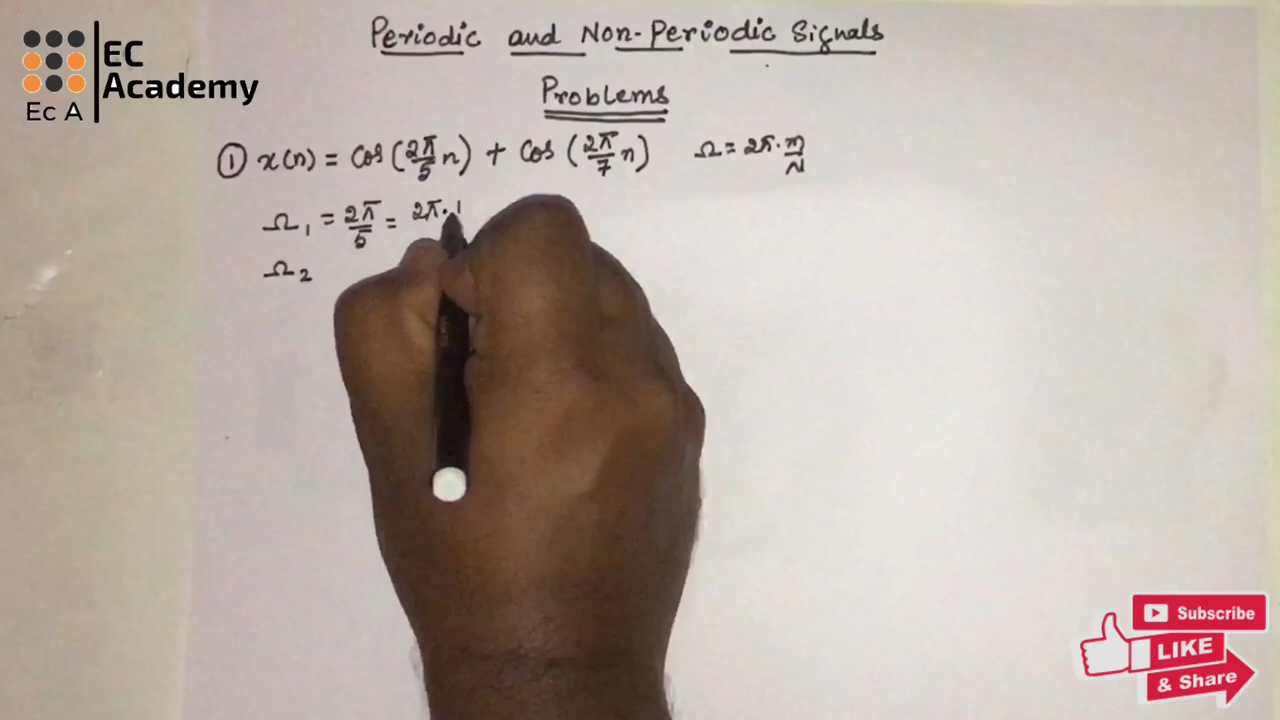 EC
Academy
Ec A
Periodic and Non-Periodic Signals
Problems
① x(n) = Cos(2π/5 n) + Cos(2π/7 n) Ω = 2π·m/N
Ω₁ = 2π/5 = 2π·1
Ω₂
Subscribe
LIKE
& Share